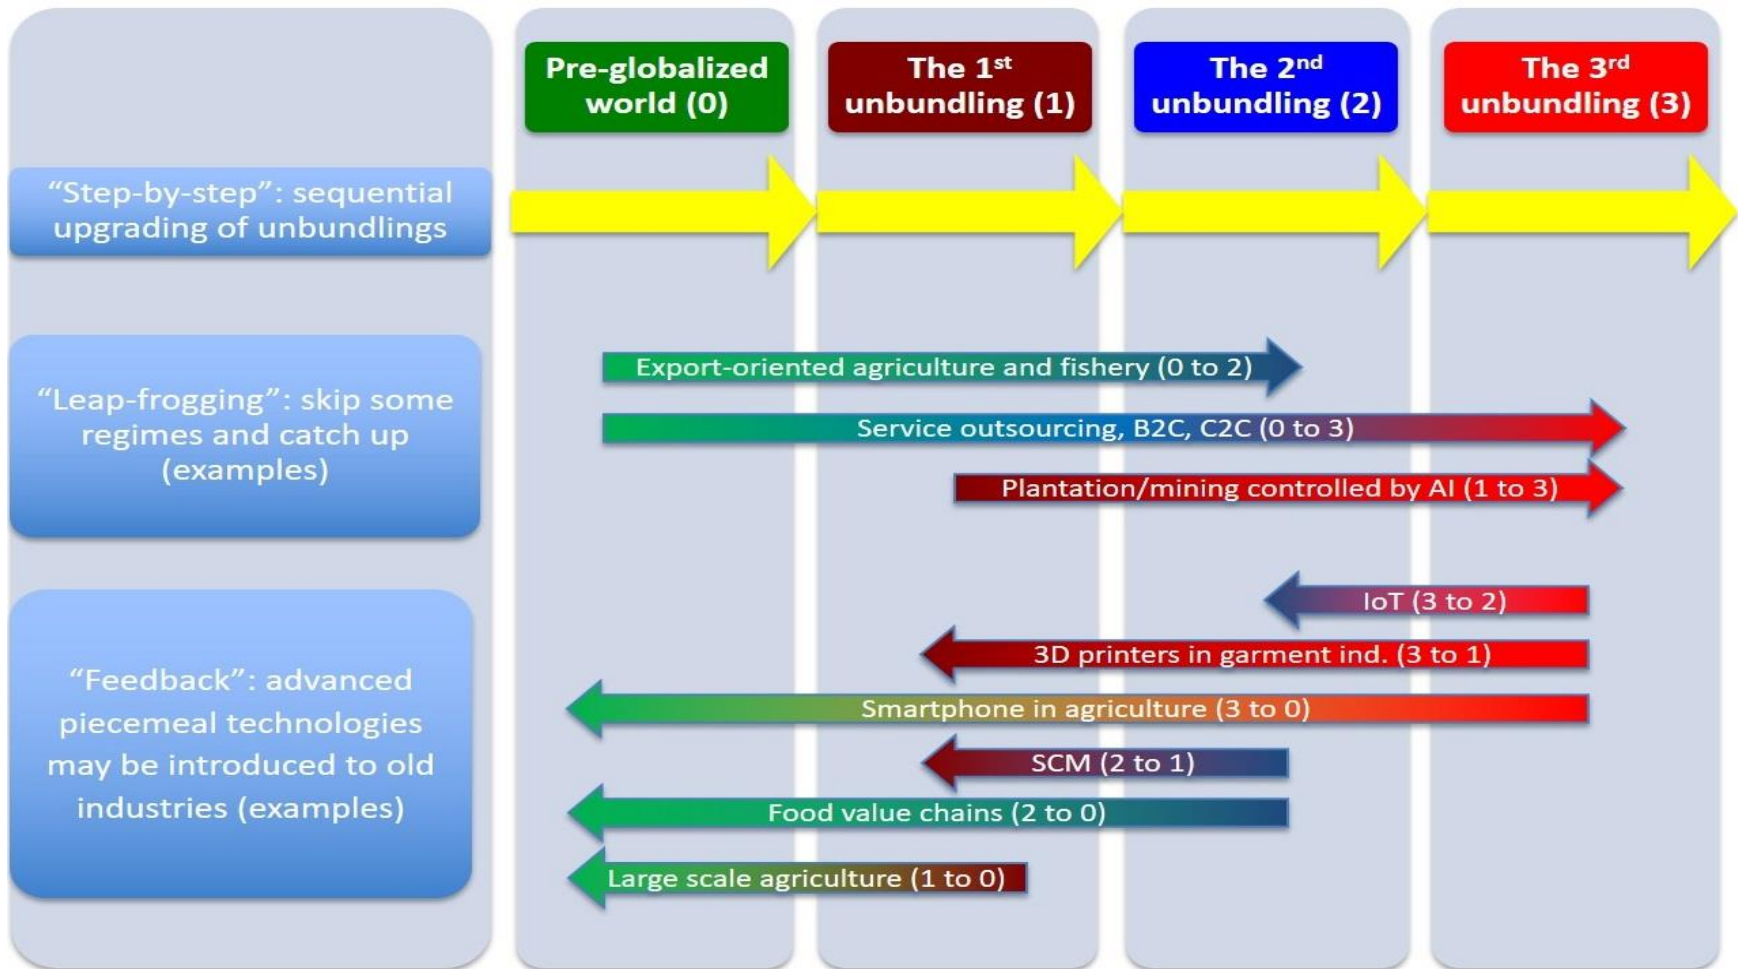 Pre-globalized
world (0)
The 1st
unbundling (1)
The 2nd
unbundling (2)
The 3rd
unbundling (3)
“Step-by-step”: sequential
upgrading of unbundlings
“Leap-frogging”: skip some
regimes and catch up
(examples)
Export-oriented agriculture and fishery (0 to 2)
Service outsourcing, B2C, C2C (0 to 3)
Plantation/mining controlled by AI (1 to 3)
“Feedback”: advanced
piecemeal technologies
may be introduced to old
industries (examples)
IoT (3 to 2)
3D printers in garment ind. (3 to 1)
Smartphone in agriculture (3 to 0)
SCM (2 to 1)
Food value chains (2 to 0)
Large scale agriculture (1 to 0)